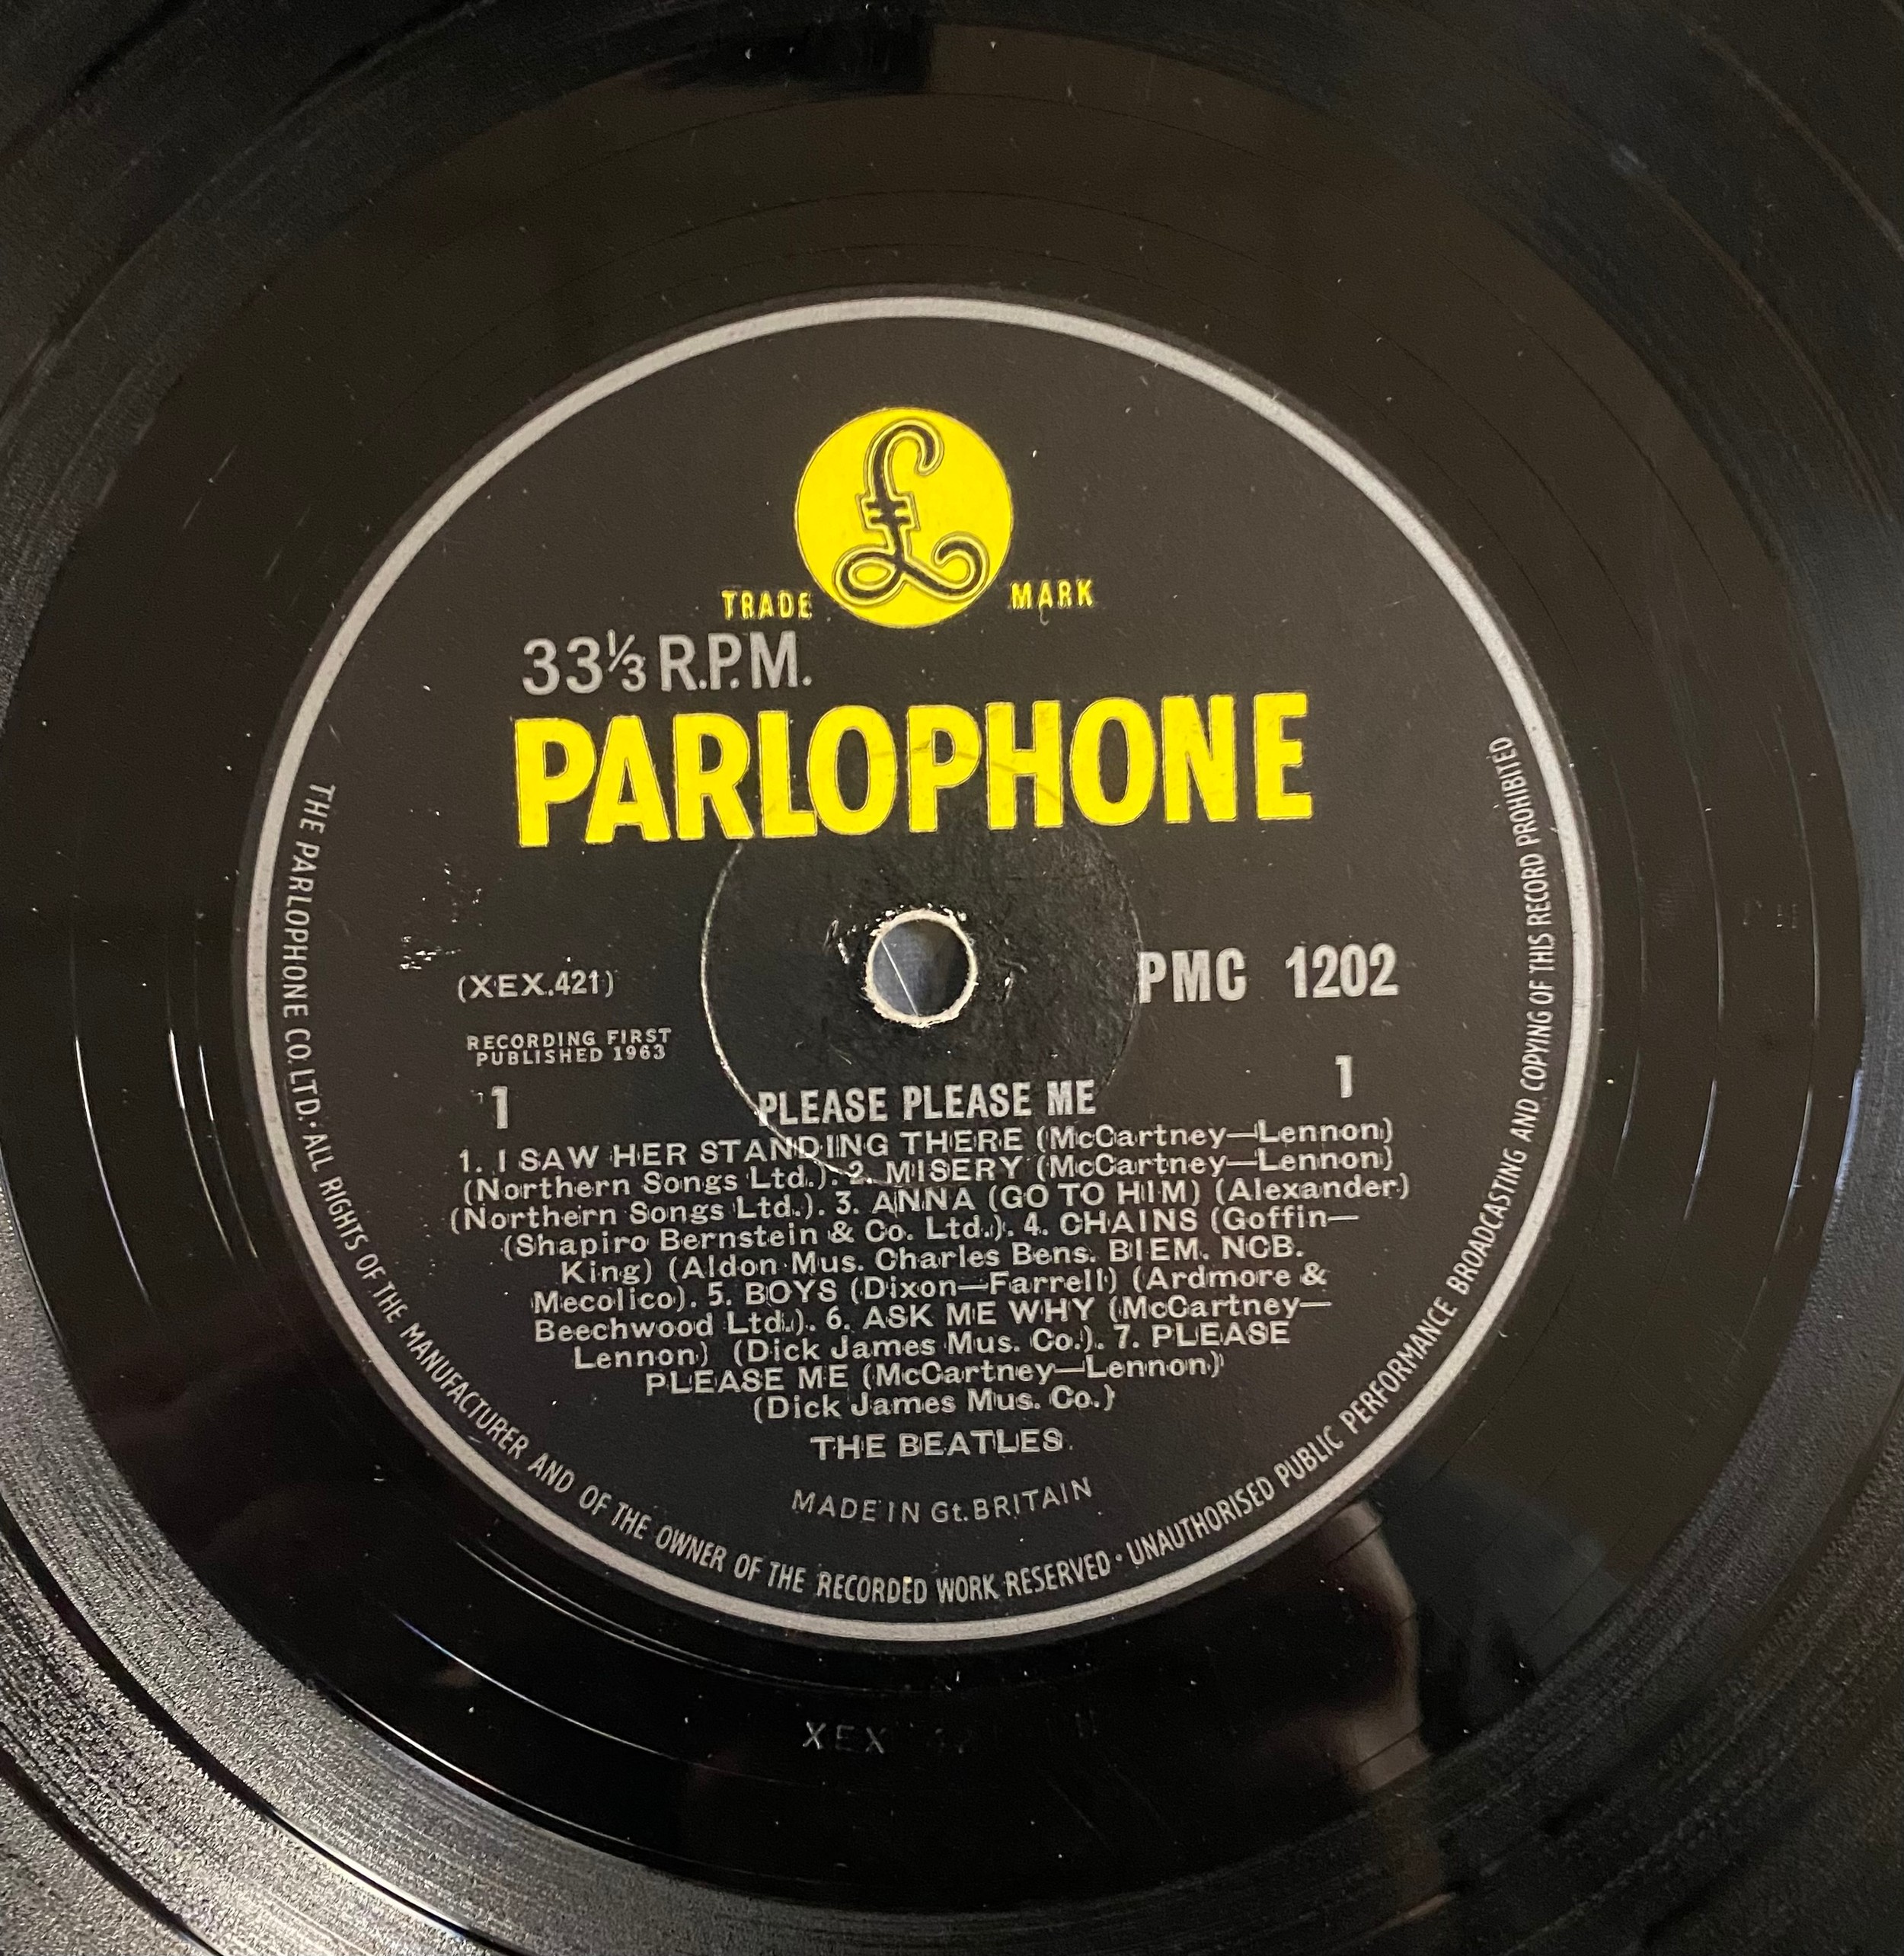 £
TRADE MARK
33⅓ R.P.M.
PARLOPHONE
(XEX.421)
PMC 1202
RECORDING FIRST
PUBLISHED 1963
1
1
PLEASE PLEASE ME
1. I SAW HER STANDING THERE (McCartney—Lennon)
(Northern Songs Ltd.). 2. MISERY (McCartney—Lennon)
(Northern Songs Ltd.). 3. ANNA (GO TO HIM) (Alexander)
(Shapiro Bernstein & Co. Ltd.). 4. CHAINS (Goffin—
King) (Aldon Mus. Charles Bens. BIEM. NCB.
Mecolico). 5. BOYS (Dixon—Farrell) (Ardmore &
Beechwood Ltd.). 6. ASK ME WHY (McCartney—
Lennon) (Dick James Mus. Co.). 7. PLEASE
PLEASE ME (McCartney—Lennon)
(Dick James Mus. Co.)
THE BEATLES.
MADE IN Gt. BRITAIN
THE PARLOPHONE CO. LTD. · ALL RIGHTS OF THE MANUFACTURER AND OF THE OWNER OF THE RECORDED WORK RESERVED · UNAUTHORISED PUBLIC PERFORMANCE BROADCASTING AND COPYING OF THIS RECORD PROHIBITED
XEX